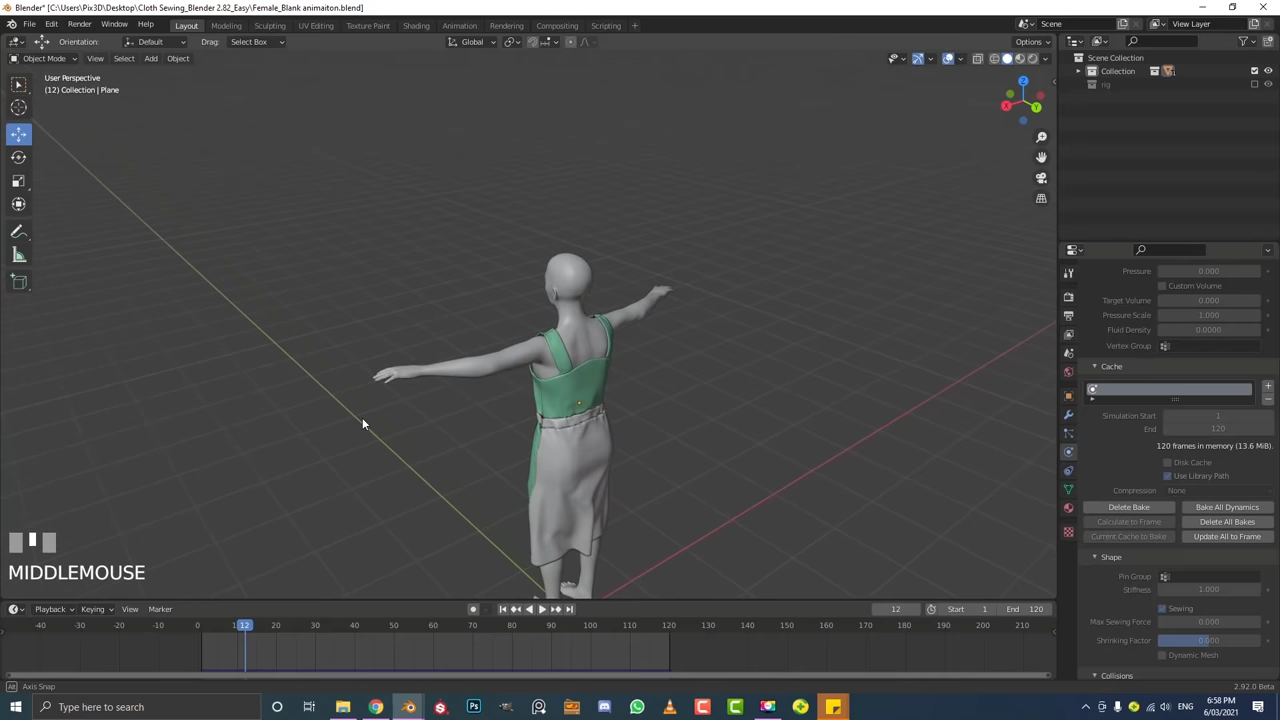 Blender* [C:\Users\Pix3D\Desktop\Cloth Sewing_Blender 2.82_Easy\Female_Blank animaiton.blend]
File Edit Render Window Help Layout Modeling Sculpting UV Editing Texture Paint Shading Animation Rendering Compositing Scripting + Scene View Layer
Orientation: Default Drag: Select Box Global Options
Object Mode View Select Add Object
Scene Collection
Collection 1
rig
User Perspective
(12) Collection | Plane
Z
X Y
Pressure 0.000
Custom Volume
Target Volume 0.000
Pressure Scale 1.000
Fluid Density 0.0000
Vertex Group
Cache
Simulation Start 1
End 120
120 frames in memory (13.6 MiB).
Disk Cache
Use Library Path
Compression None
Delete Bake Bake All Dynamics
Calculate to Frame Delete All Bakes
Current Cache to Bake Update All to Frame
Shape
Pin Group
Stiffness 1.000
Sewing
Max Sewing Force 0.000
Shrinking Factor 0.000
Dynamic Mesh
Collisions
MIDDLEMOUSE
Playback Keying View Marker 12 Start 1 End 120
-40 -30 -20 -10 0 12 20 30 40 50 60 70 80 90 100 110 120 130 140 150 160 170 180 190 200 210
Axis Snap 2.92.0 Beta
Type here to search
ENG
6:58 PM
6/03/2021